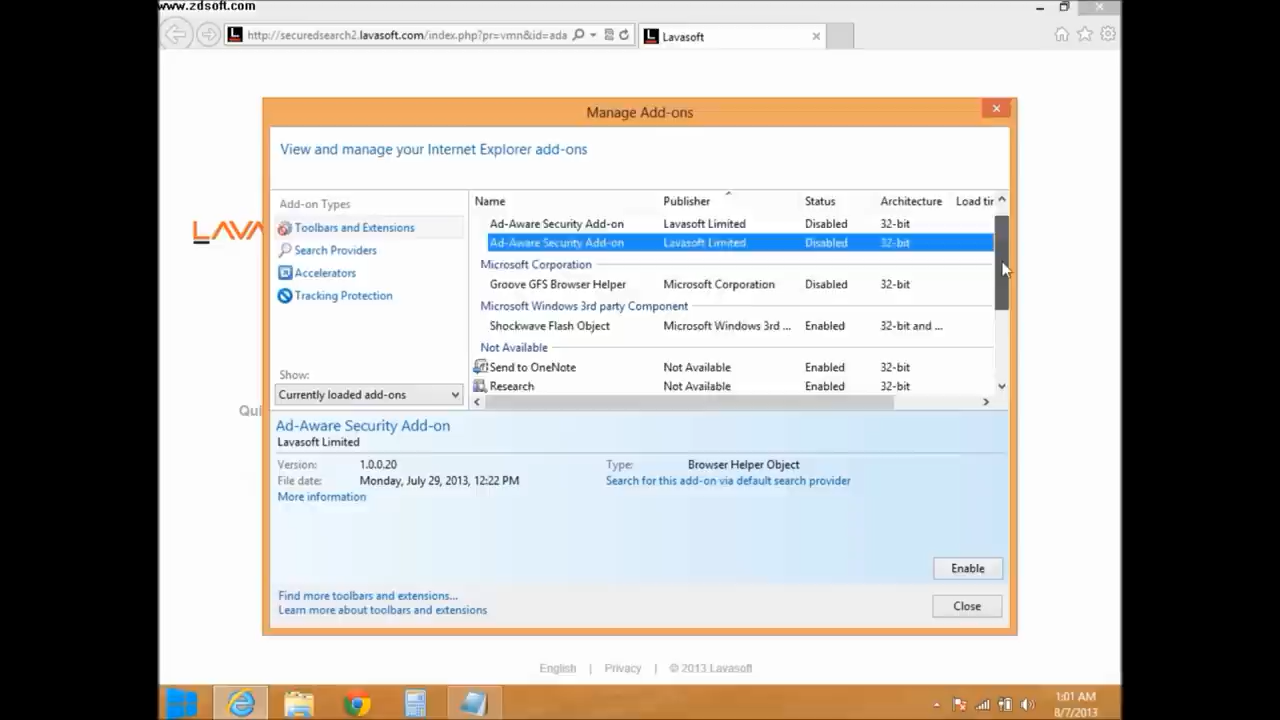 www.zdsoft.com
http://securedsearch2.lavasoft.com/index.php?pr=vmn&id=ada
Lavasoft
Manage Add-ons
View and manage your Internet Explorer add-ons
Add-on Types
Toolbars and Extensions
Search Providers
Accelerators
Tracking Protection
Show:
Currently loaded add-ons
Name Publisher Status Architecture Load tir
Ad-Aware Security Add-on Lavasoft Limited Disabled 32-bit
Ad-Aware Security Add-on Lavasoft Limited Disabled 32-bit
Microsoft Corporation
Groove GFS Browser Helper Microsoft Corporation Disabled 32-bit
Microsoft Windows 3rd party Component
Shockwave Flash Object Microsoft Windows 3rd ... Enabled 32-bit and ...
Not Available
Send to OneNote Not Available Enabled 32-bit
Research Not Available Enabled 32-bit
LAVA
Qui
Ad-Aware Security Add-on
Lavasoft Limited
Version: 1.0.0.20 Type: Browser Helper Object
File date: Monday, July 29, 2013, 12:22 PM Search for this add-on via default search provider
More information
Enable
Find more toolbars and extensions...
Learn more about toolbars and extensions
Close
English | Privacy | © 2013 Lavasoft
1:01 AM
8/7/2013